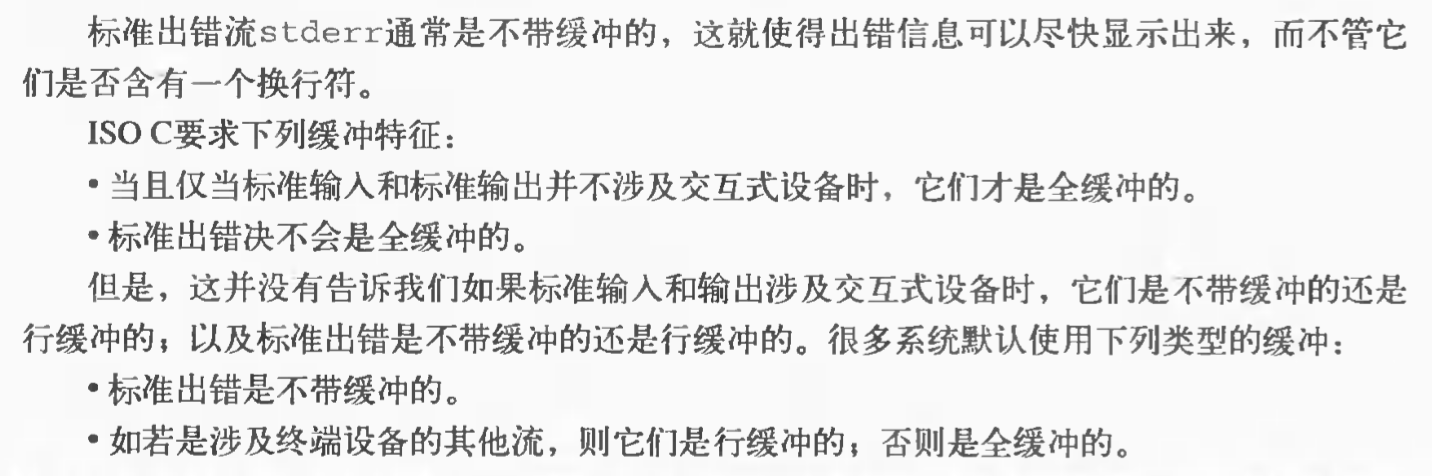 标准出错流stderr通常是不带缓冲的，这就使得出错信息可以尽快显示出来，而不管它
们是否含有一个换行符。
ISO C要求下列缓冲特征：
• 当且仅当标准输入和标准输出并不涉及交互式设备时，它们才是全缓冲的。
• 标准出错决不会是全缓冲的。
但是，这并没有告诉我们如果标准输入和输出涉及交互式设备时，它们是不带缓冲的还是
行缓冲的；以及标准出错是不带缓冲的还是行缓冲的。很多系统默认使用下列类型的缓冲：
• 标准出错是不带缓冲的。
• 如若是涉及终端设备的其他流，则它们是行缓冲的；否则是全缓冲的。